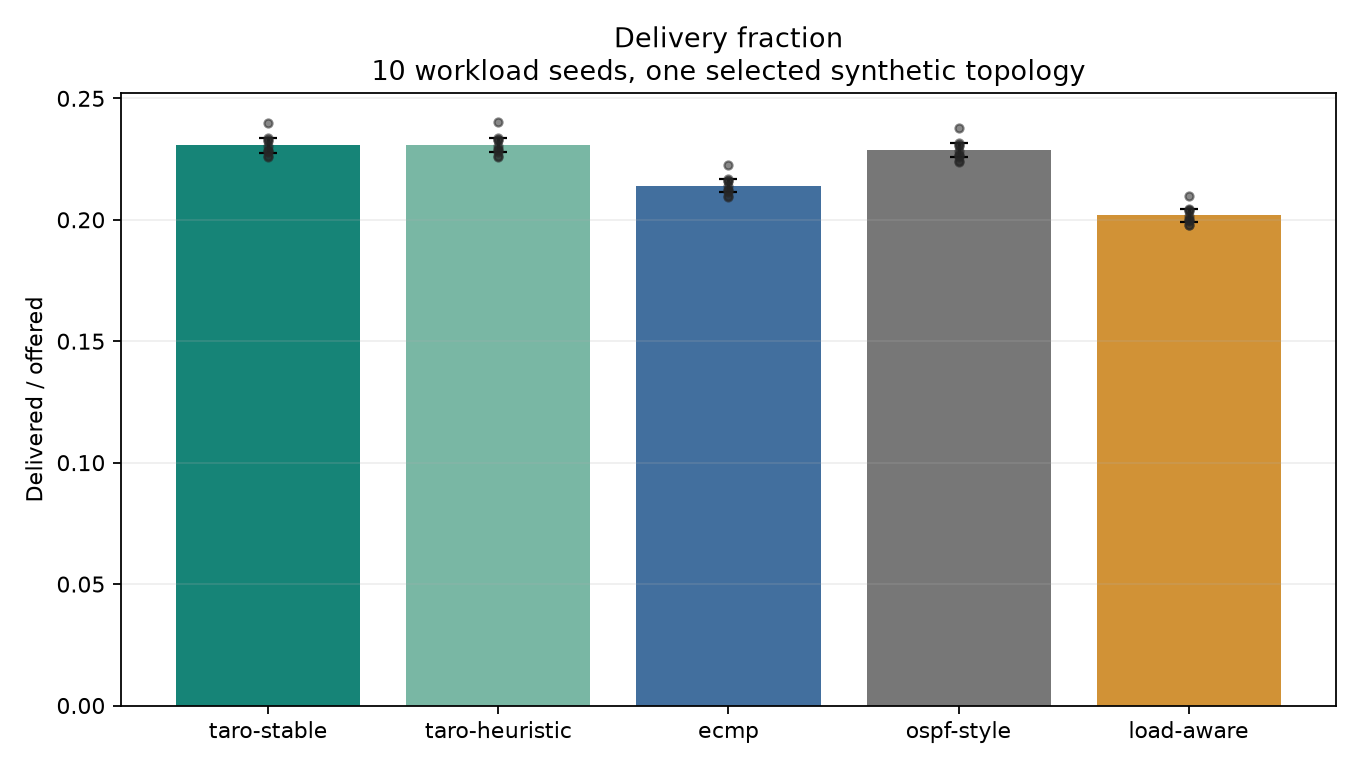 Delivery fraction
10 workload seeds, one selected synthetic topology
Delivered / offered
0.25
0.20
0.15
0.10
0.05
0.00
taro-stable
taro-heuristic
ecmp
ospf-style
load-aware